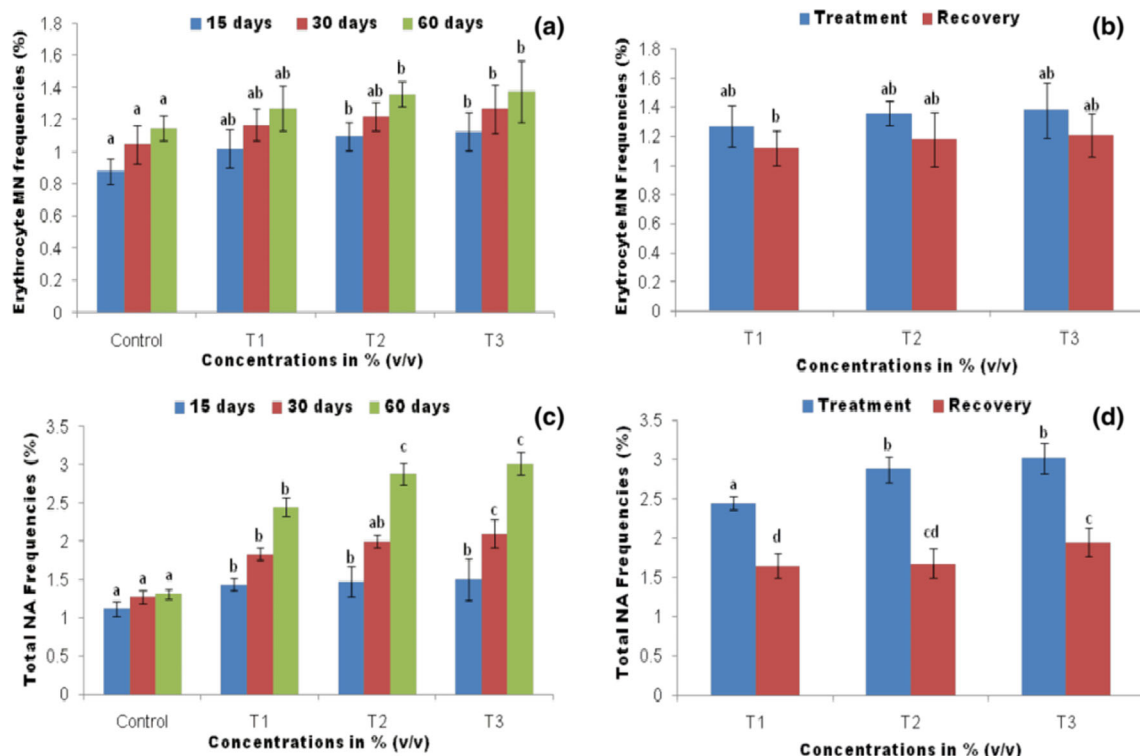 15 days 30 days 60 days
(a)
Erythrocyte MN frequencies (%)
1.8
1.6
1.4
1.2
1
0.8
0.6
0.4
0.2
0
a a a
ab ab ab
b ab b
b b b
Control T1 T2 T3
Concentrations in % (v/v)
Treatment Recovery
(b)
Erytrocyte MN Frequencies (%)
1.8
1.6
1.4
1.2
1
0.8
0.6
0.4
0.2
0
ab b
ab ab
ab ab
T1 T2 T3
Concentrations in % (v/v)
15 days 30 days 60 days
(c)
Total NA Frequencies (%)
3.5
3
2.5
2
1.5
1
0.5
0
a a a
b b b
b ab c
b c c
Control T1 T2 T3
Concentrations in % (v/v)
Treatment Recovery
(d)
Total NA Frequencies (%)
3.5
3
2.5
2
1.5
1
0.5
0
a d
b cd
b c
T1 T2 T3
Concentrations in % (v/v)